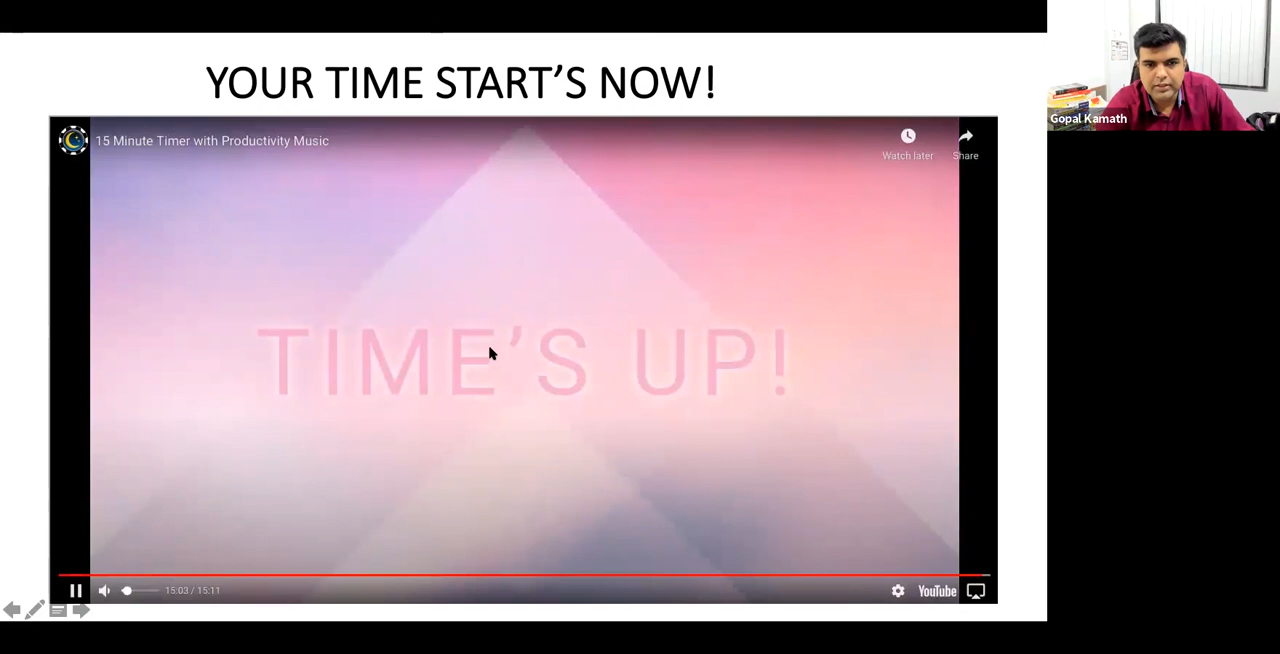 YOUR TIME START’S NOW!
15 Minute Timer with Productivity Music
Watch later
Share
TIME’S UP!
15:03 / 15:11
YouTube
Gopal Kamath